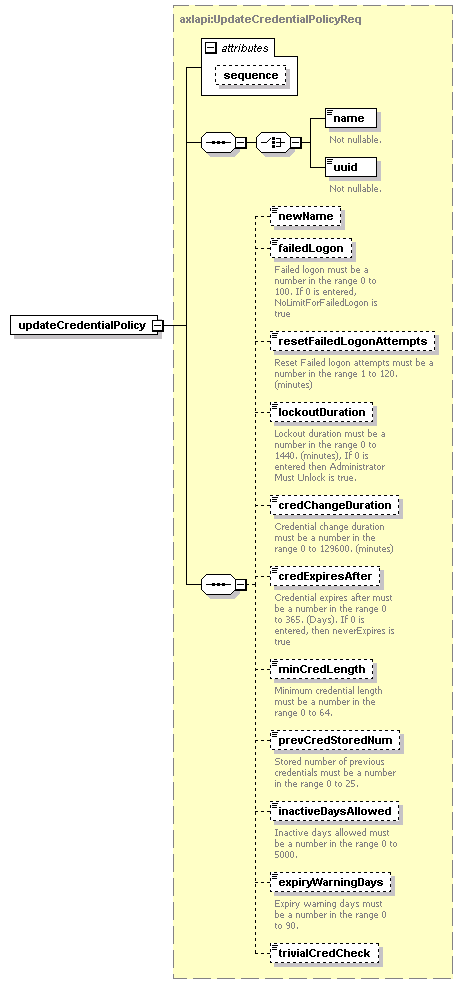 axlapi:UpdateCredentialPolicyReq
attributes
sequence
name
Not nullable.
uuid
Not nullable.
newName
failedLogon
Failed logon must be a
number in the range 0 to
100. If 0 is entered,
NoLimitForFailedLogon is
true
updateCredentialPolicy
resetFailedLogonAttempts
Reset Failed logon attempts must be a
number in the range 1 to 120.
(minutes)
lockoutDuration
Lockout duration must be a
number in the range 0 to
1440. (minutes), If 0 is
entered then Administrator
Must Unlock is true.
credChangeDuration
Credential change duration
must be a number in the
range 0 to 129600. (minutes)
credExpiresAfter
Credential expires after must
be a number in the range 0
to 365. (Days). If 0 is
entered, then neverExpires is
true
minCredLength
Minimum credential length
must be a number in the
range 0 to 64.
prevCredStoredNum
Stored number of previous
credentials must be a number
in the range 0 to 25.
inactiveDaysAllowed
Inactive days allowed must
be a number in the range 0 to
5000.
expiryWarningDays
Expiry warning days must
be a number in the range 0
to 90.
trivialCredCheck